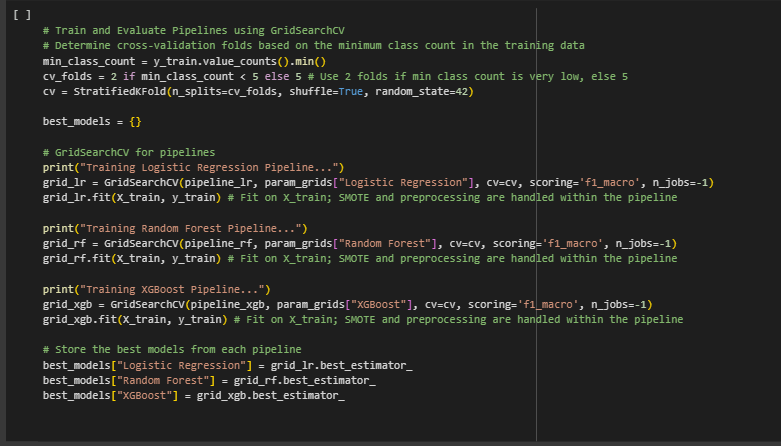 [ ]
# Train and Evaluate Pipelines using GridSearchCV
# Determine cross-validation folds based on the minimum class count in the training data
min_class_count = y_train.value_counts().min()
cv_folds = 2 if min_class_count < 5 else 5 # Use 2 folds if min class count is very low, else 5
cv = StratifiedKFold(n_splits=cv_folds, shuffle=True, random_state=42)

best_models = {}

# GridSearchCV for pipelines
print("Training Logistic Regression Pipeline...")
grid_lr = GridSearchCV(pipeline_lr, param_grids["Logistic Regression"], cv=cv, scoring='f1_macro', n_jobs=-1)
grid_lr.fit(X_train, y_train) # Fit on X_train; SMOTE and preprocessing are handled within the pipeline

print("Training Random Forest Pipeline...")
grid_rf = GridSearchCV(pipeline_rf, param_grids["Random Forest"], cv=cv, scoring='f1_macro', n_jobs=-1)
grid_rf.fit(X_train, y_train) # Fit on X_train; SMOTE and preprocessing are handled within the pipeline

print("Training XGBoost Pipeline...")
grid_xgb = GridSearchCV(pipeline_xgb, param_grids["XGBoost"], cv=cv, scoring='f1_macro', n_jobs=-1)
grid_xgb.fit(X_train, y_train) # Fit on X_train; SMOTE and preprocessing are handled within the pipeline

# Store the best models from each pipeline
best_models["Logistic Regression"] = grid_lr.best_estimator_
best_models["Random Forest"] = grid_rf.best_estimator_
best_models["XGBoost"] = grid_xgb.best_estimator_